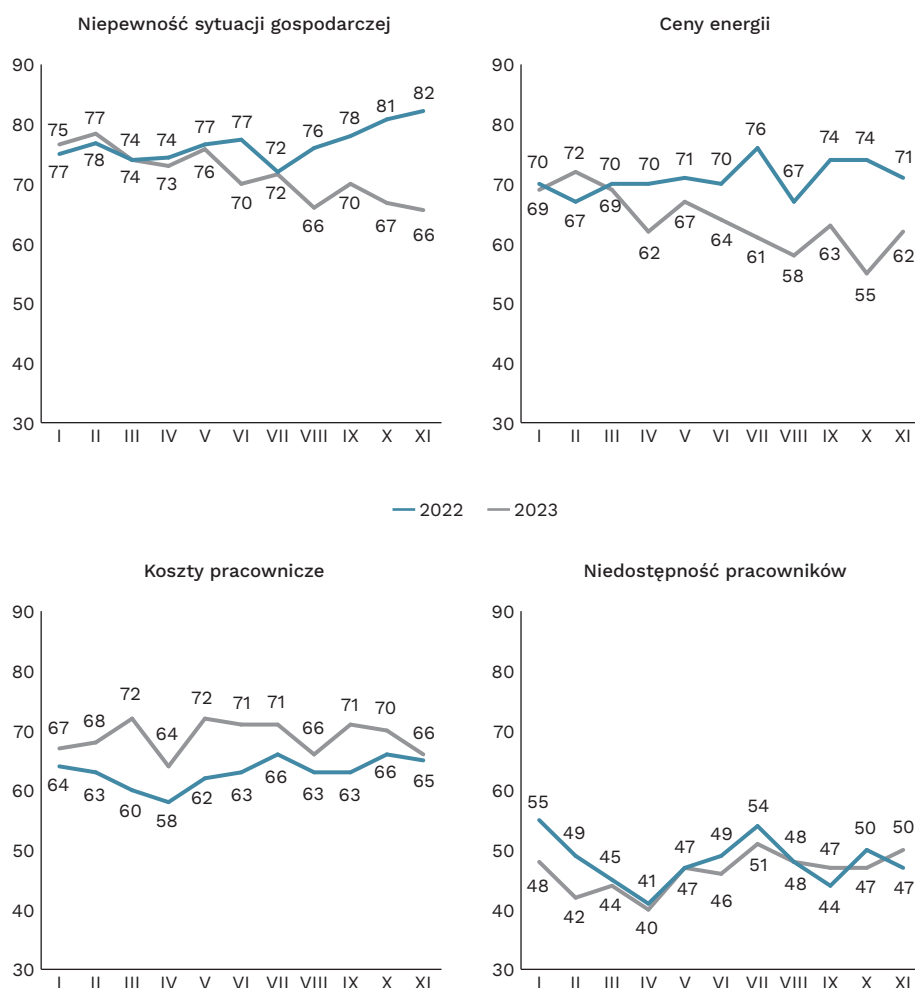 Niepewność sytuacji gospodarczej
90
80
70
60
50
40
30
75 77 74 74 77 77 72 76 78 81 82
77 78 74 73 76 70 72 66 70 67 66
I II III IV V VI VII VIII IX X XI
Ceny energii
90
80
70
60
50
40
30
70 72 70 70 71 70 76 67 74 74 71
69 67 69 62 67 64 61 58 63 55 62
I II III IV V VI VII VIII IX X XI
2022 2023
Koszty pracownicze
90
80
70
60
50
40
30
67 68 72 64 72 71 71 66 71 70 66
64 63 60 58 62 63 66 63 63 66 65
I II III IV V VI VII VIII IX X XI
Niedostępność pracowników
90
80
70
60
50
40
30
55 49 45 41 47 49 54 48 47 50 50
48 42 44 40 47 46 51 48 44 47 47
I II III IV V VI VII VIII IX X XI